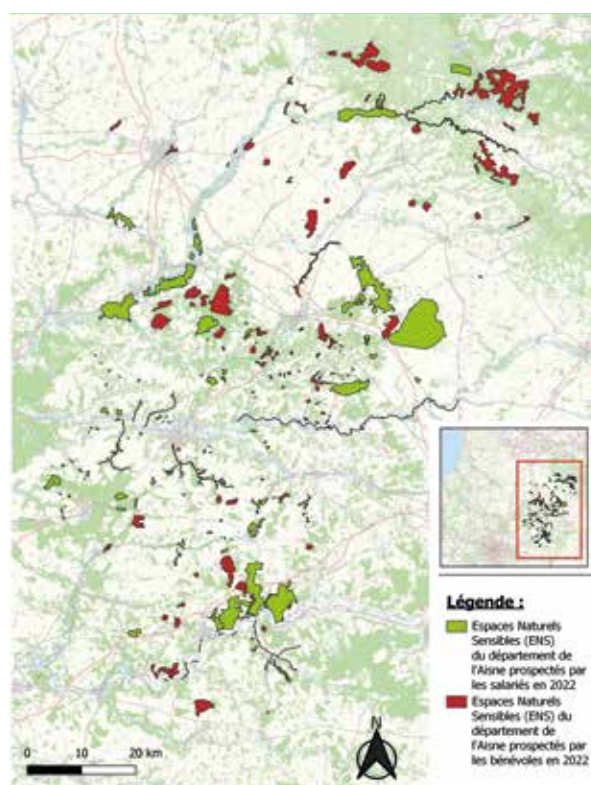 Légende :
Espaces Naturels
Sensibles (ENS)
du département de
l'Aisne prospectés par
les salariés en 2022
Espaces Naturels
Sensibles (ENS) du
département de
l'Aisne prospectés par
les bénévoles en 2022
N
0 10 20 km